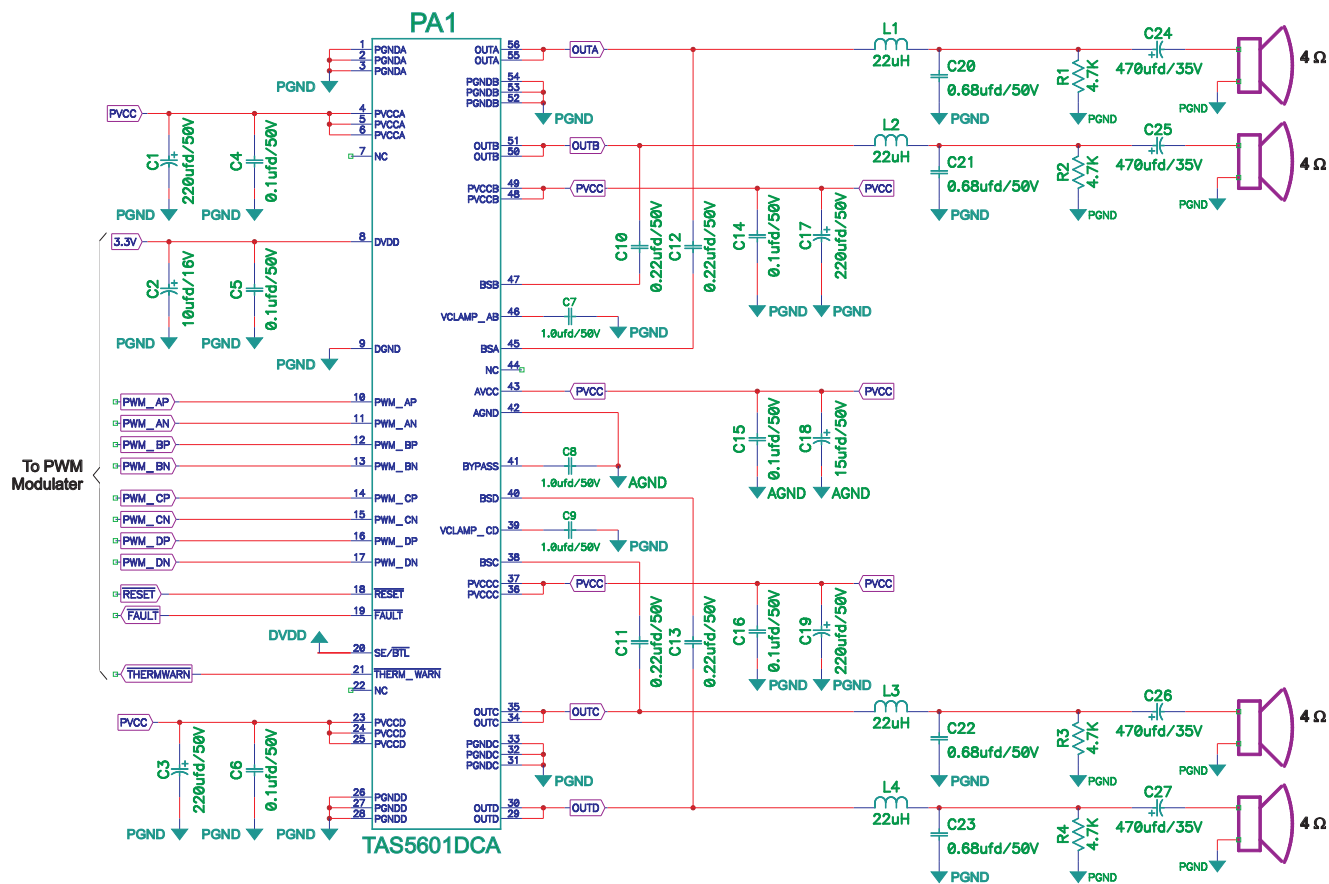 PA1
1 PGNDA
2 PGNDA
3 PGNDA
PGND
PVCC
4 PVCCA
5 PVCCA
6 PVCCA
7 NC
C1 220ufd/50V
C4 0.1ufd/50V
PGND PGND
3.3V
8 DVDD
C2 10ufd/16V
C5 0.1ufd/50V
PGND PGND
9 DGND
PGND
To PWM
Modulater
PWM_AP 10 PWM_AP
PWM_AN 11 PWM_AN
PWM_BP 12 PWM_BP
PWM_BN 13 PWM_BN
PWM_CP 14 PWM_CP
PWM_CN 15 PWM_CN
PWM_DP 16 PWM_DP
PWM_DN 17 PWM_DN
RESET 18 RESET
FAULT 19 FAULT
DVDD 20 SE/BTL
THERMWARN 21 THERM_WARN
22 NC
PVCC
23 PVCCD
24 PVCCD
25 PVCCD
C3 220ufd/50V
C6 0.1ufd/50V
26 PGNDD
27 PGNDD
28 PGNDD
PGND PGND PGND
TAS5601DCA
OUTA 56 OUTA
OUTA 55
PGNDB 54
PGNDB 53
PGNDB 52
PGND
OUTB 51 OUTB
OUTB 50
PVCCB 49 PVCC PVCC
PVCCB 48
C10 0.22ufd/50V
C12 0.22ufd/50V
C14 0.1ufd/50V
C17 220ufd/50V
PGND PGND
BSB 47
VCLAMP_AB 46
C7
1.0ufd/50V
PGND
BSA 45
NC 44
AVCC 43 PVCC PVCC
AGND 42
C15 0.1ufd/50V
C18 15ufd/50V
AGND AGND
BYPASS 41
C8
1.0ufd/50V
AGND
BSD 40
VCLAMP_CD 39
C9
1.0ufd/50V
PGND
BSC 38
PVCCC 37 PVCC PVCC
PVCCC 36
C11 0.22ufd/50V
C13 0.22ufd/50V
C16 0.1ufd/50V
C19 220ufd/50V
PGND PGND
OUTC 35 OUTC
OUTC 34
PGNDC 33
PGNDC 32
PGNDC 31
PGND
OUTD 30 OUTD
OUTD 29
L1
22uH
C20
0.68ufd/50V
PGND
R1 4.7K
PGND
C24
470ufd/35V
PGND
4 Ω
L2
22uH
C21
0.68ufd/50V
PGND
R2 4.7K
PGND
C25
470ufd/35V
PGND
4 Ω
L3
22uH
C22
0.68ufd/50V
PGND
R3 4.7K
PGND
C26
470ufd/35V
PGND
4 Ω
L4
22uH
C23
0.68ufd/50V
PGND
R4 4.7K
PGND
C27
470ufd/35V
PGND
4 Ω